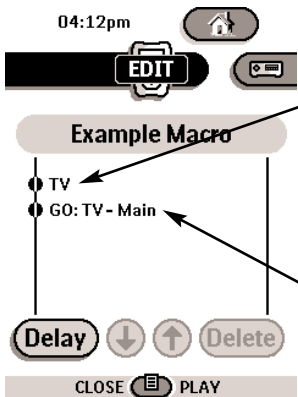 04:12pm
EDIT
Example Macro
TV
GO: TV - Main
Delay
Delete
CLOSE PLAY